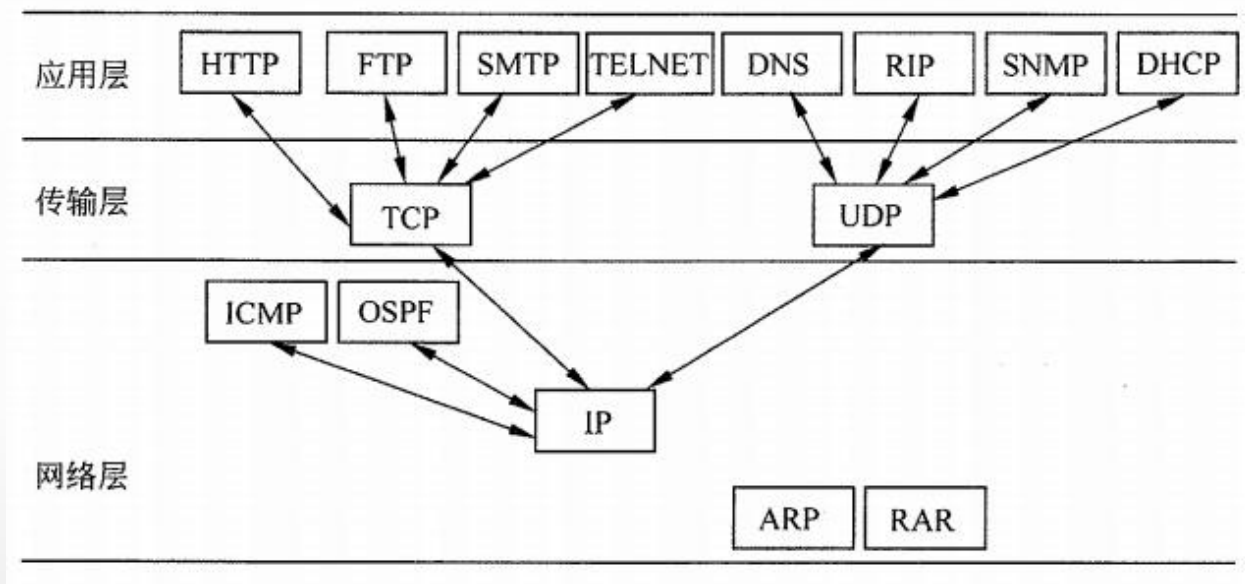 应用层 HTTP FTP SMTP TELNET DNS RIP SNMP DHCP
传输层 TCP UDP
ICMP OSPF
IP
网络层
ARP RAR